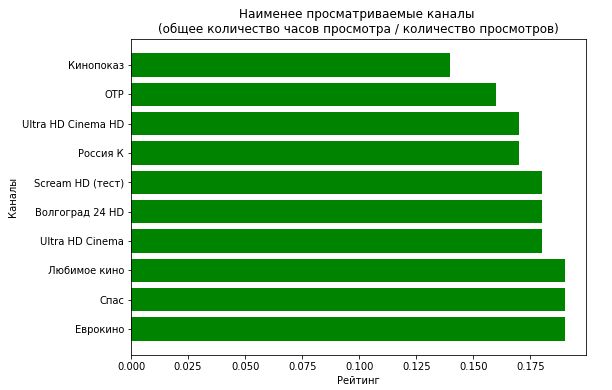 Наименее просматриваемые каналы
(общее количество часов просмотра / количество просмотров)
Каналы
Кинопоказ
ОТР
Ultra HD Cinema HD
Россия К
Scream HD (тест)
Волгоград 24 HD
Ultra HD Cinema
Любимое кино
Спас
Еврокино
0.000 0.025 0.050 0.075 0.100 0.125 0.150 0.175
Рейтинг